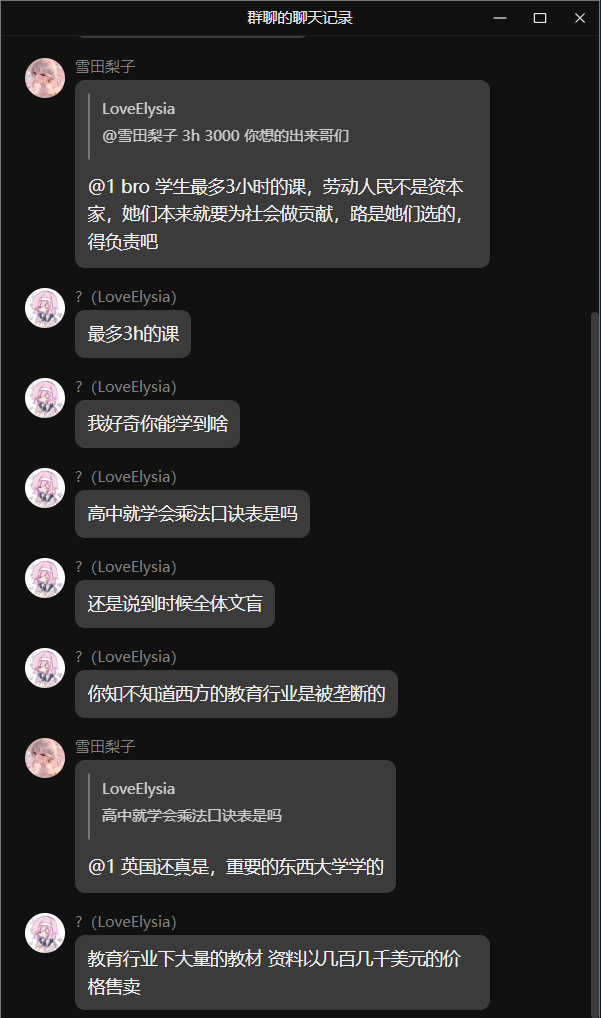 群聊的聊天记录
雪田梨子
LoveElysia
@雪田梨子 3h 3000 你想的出来哥们
@1 bro 学生最多3小时的课，劳动人民不是资本
家，她们本来就要为社会做贡献，路是她们选的，
得负责吧
？（LoveElysia）
最多3h的课
？（LoveElysia）
我好奇你能学到啥
？（LoveElysia）
高中就学会乘法口诀表是吗
？（LoveElysia）
还是说到时候全体文盲
？（LoveElysia）
你知不知道西方的教育行业是被垄断的
雪田梨子
LoveElysia
高中就学会乘法口诀表是吗
@1 英国还真是，重要的东西大学学的
？（LoveElysia）
教育行业下大量的教材 资料以几百几千美元的价
格售卖